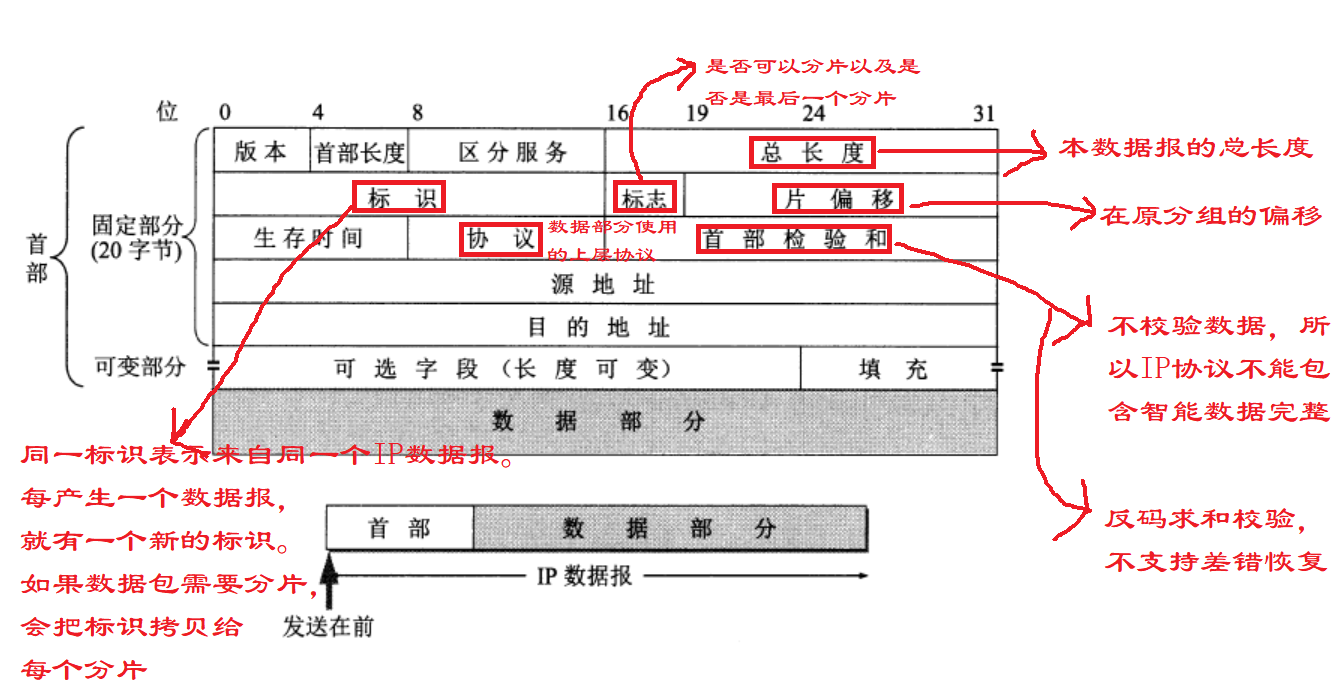 是否可以分片以及是
否是最后一个分片
位 0 4 8 16 19 24 31
版本 首部长度 区分服务 总长度
本数据报的总长度
标识 标志 片偏移
在原分组的偏移
首部
固定部分
(20 字节)
生存时间 协议 首部检验和
数据部分使用
的上层协议
源地址
目的地址
不校验数据，所
以IP协议不能包
含智能数据完整
可变部分 可选字段（长度可变） 填充
数据部分
同一标识表示来自同一个IP数据报。
每产生一个数据报，
就有一个新的标识。
如果数据包需要分片，
会把标识拷贝给
每个分片
首部 数据部分
IP 数据报
发送在前
反码求和校验，
不支持差错恢复